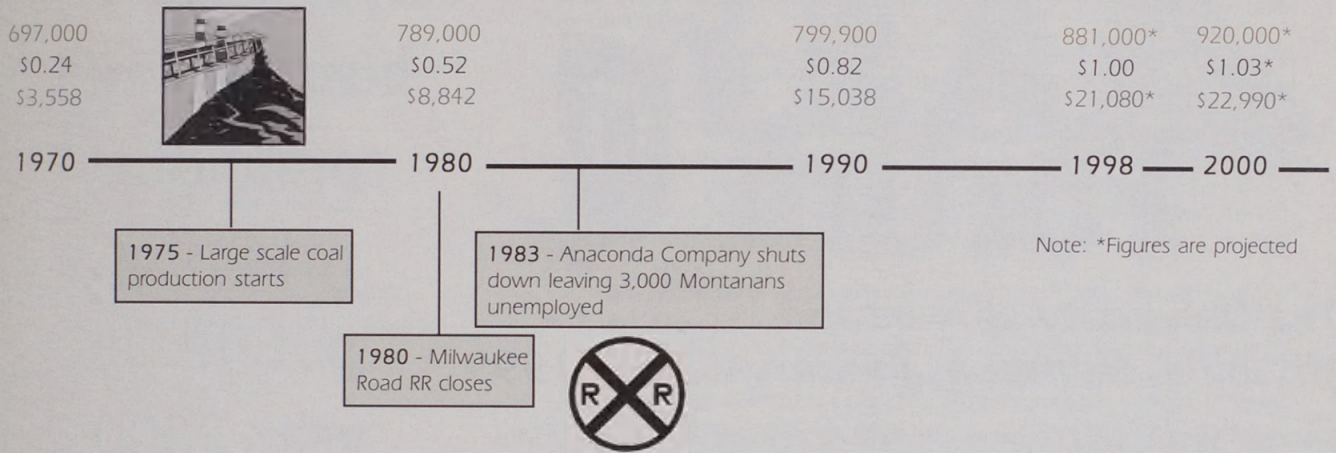 697,000 789,000 799,900 881,000* 920,000*
$0.24 $0.52 $0.82 $1.00 $1.03*
$3,558 $8,842 $15,038 $21,080* $22,990*
1970 1980 1990 1998 2000
1975 - Large scale coal
production starts
1980 - Milwaukee
Road RR closes
1983 - Anaconda Company shuts
down leaving 3,000 Montanans
unemployed
Note: *Figures are projected
R R